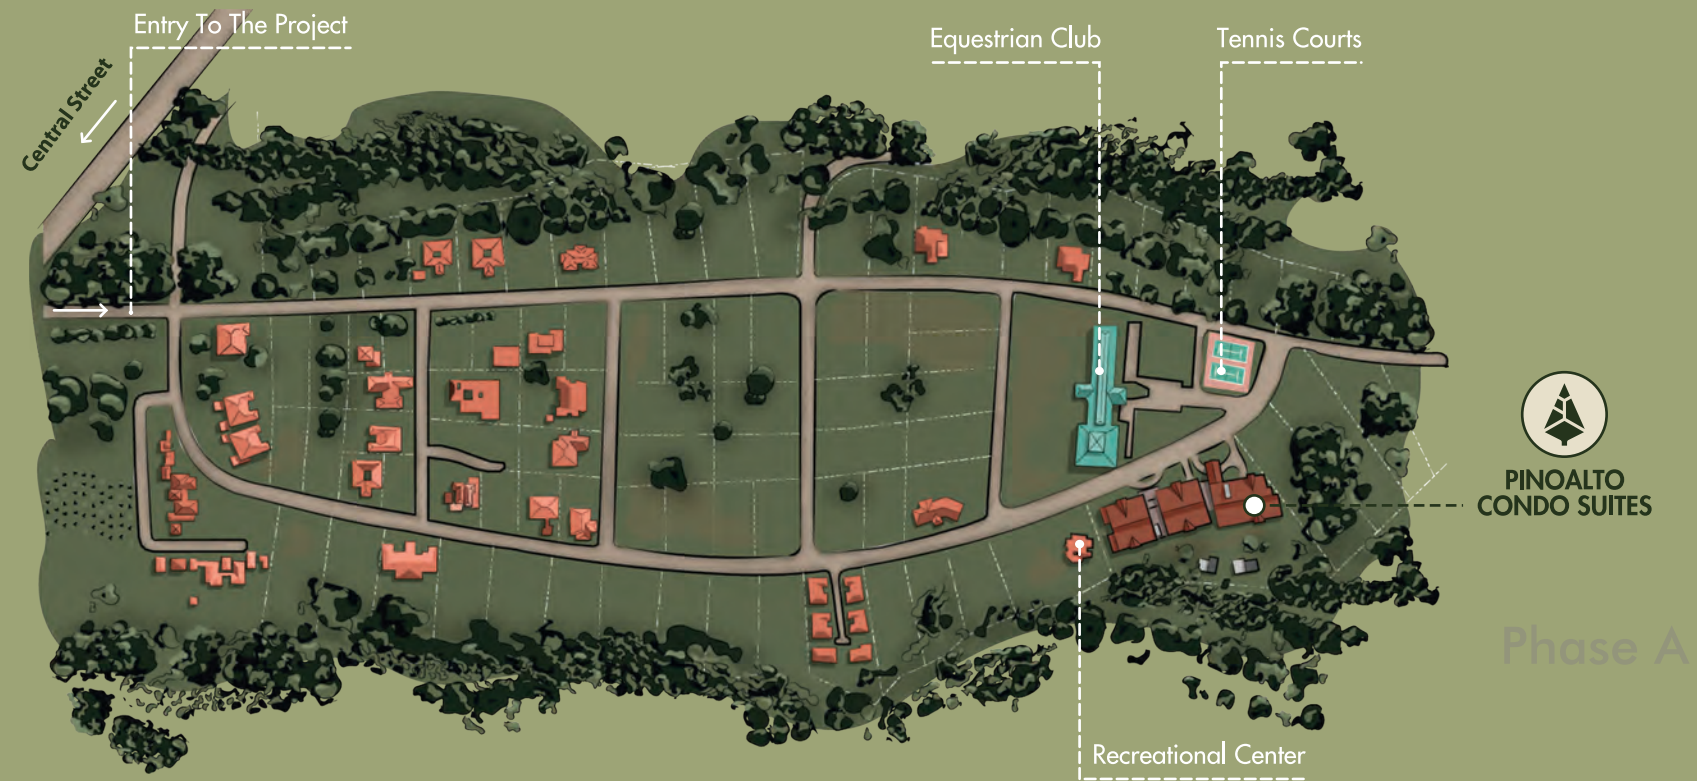 Entry To The Project
Central Street
Equestrian Club
Tennis Courts
PINOALTO
CONDO SUITES
Phase A
Recreational Center